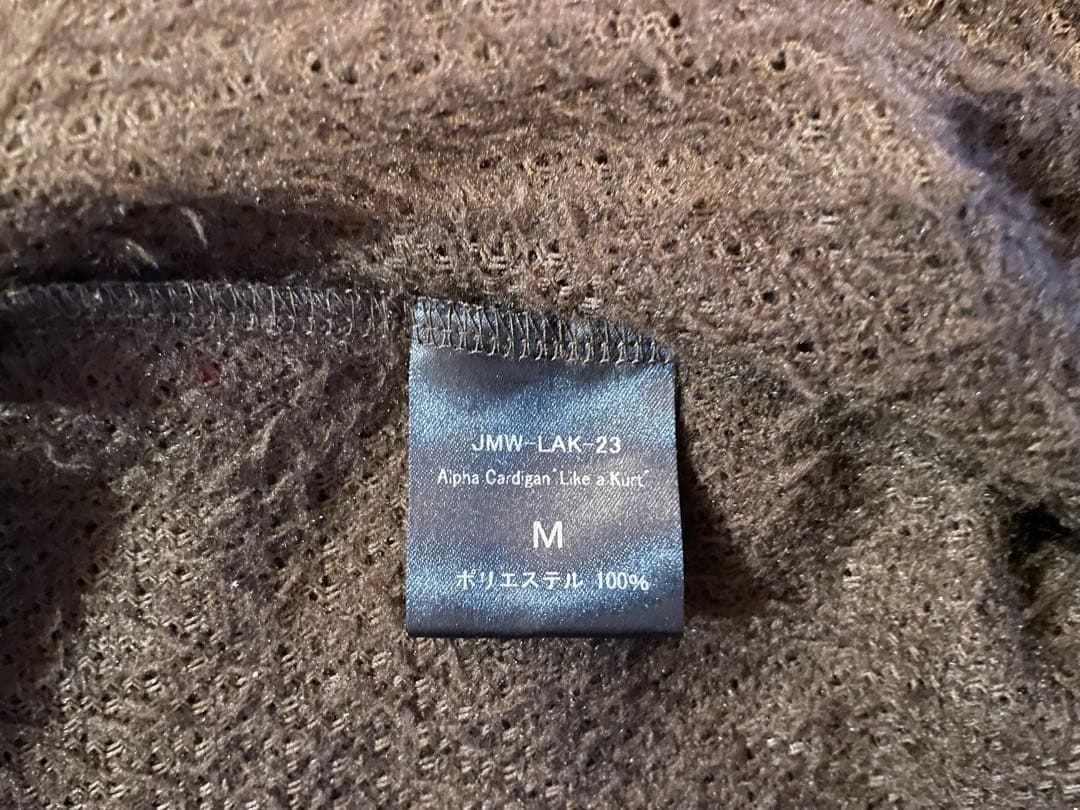 JMW-LAK-23
Alpha Cardigan "Like a Kurt"
M
ポリエステル 100%